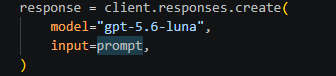 response = client.responses.create(
    model="gpt-5.6-luna",
    input=prompt,
)